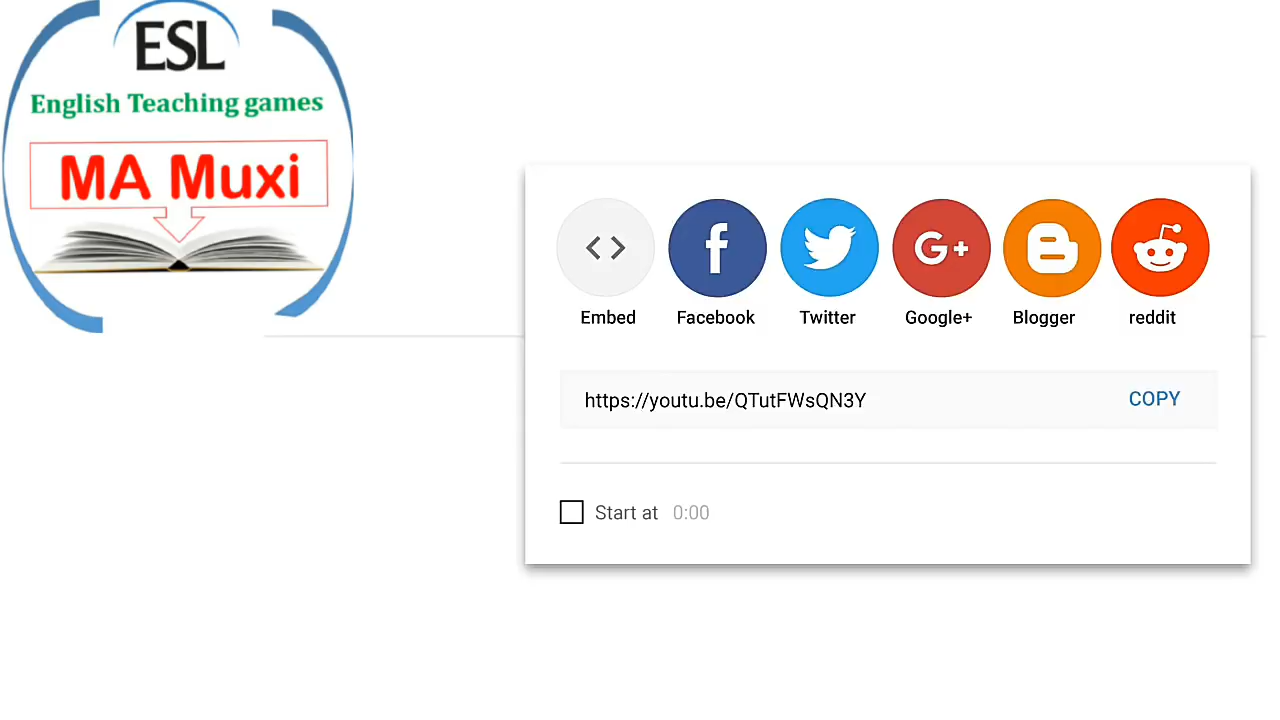 ESL
English Teaching games
MA Muxi
Embed Facebook Twitter Google+ Blogger reddit
https://youtu.be/QTutFWsQN3Y COPY
Start at 0:00